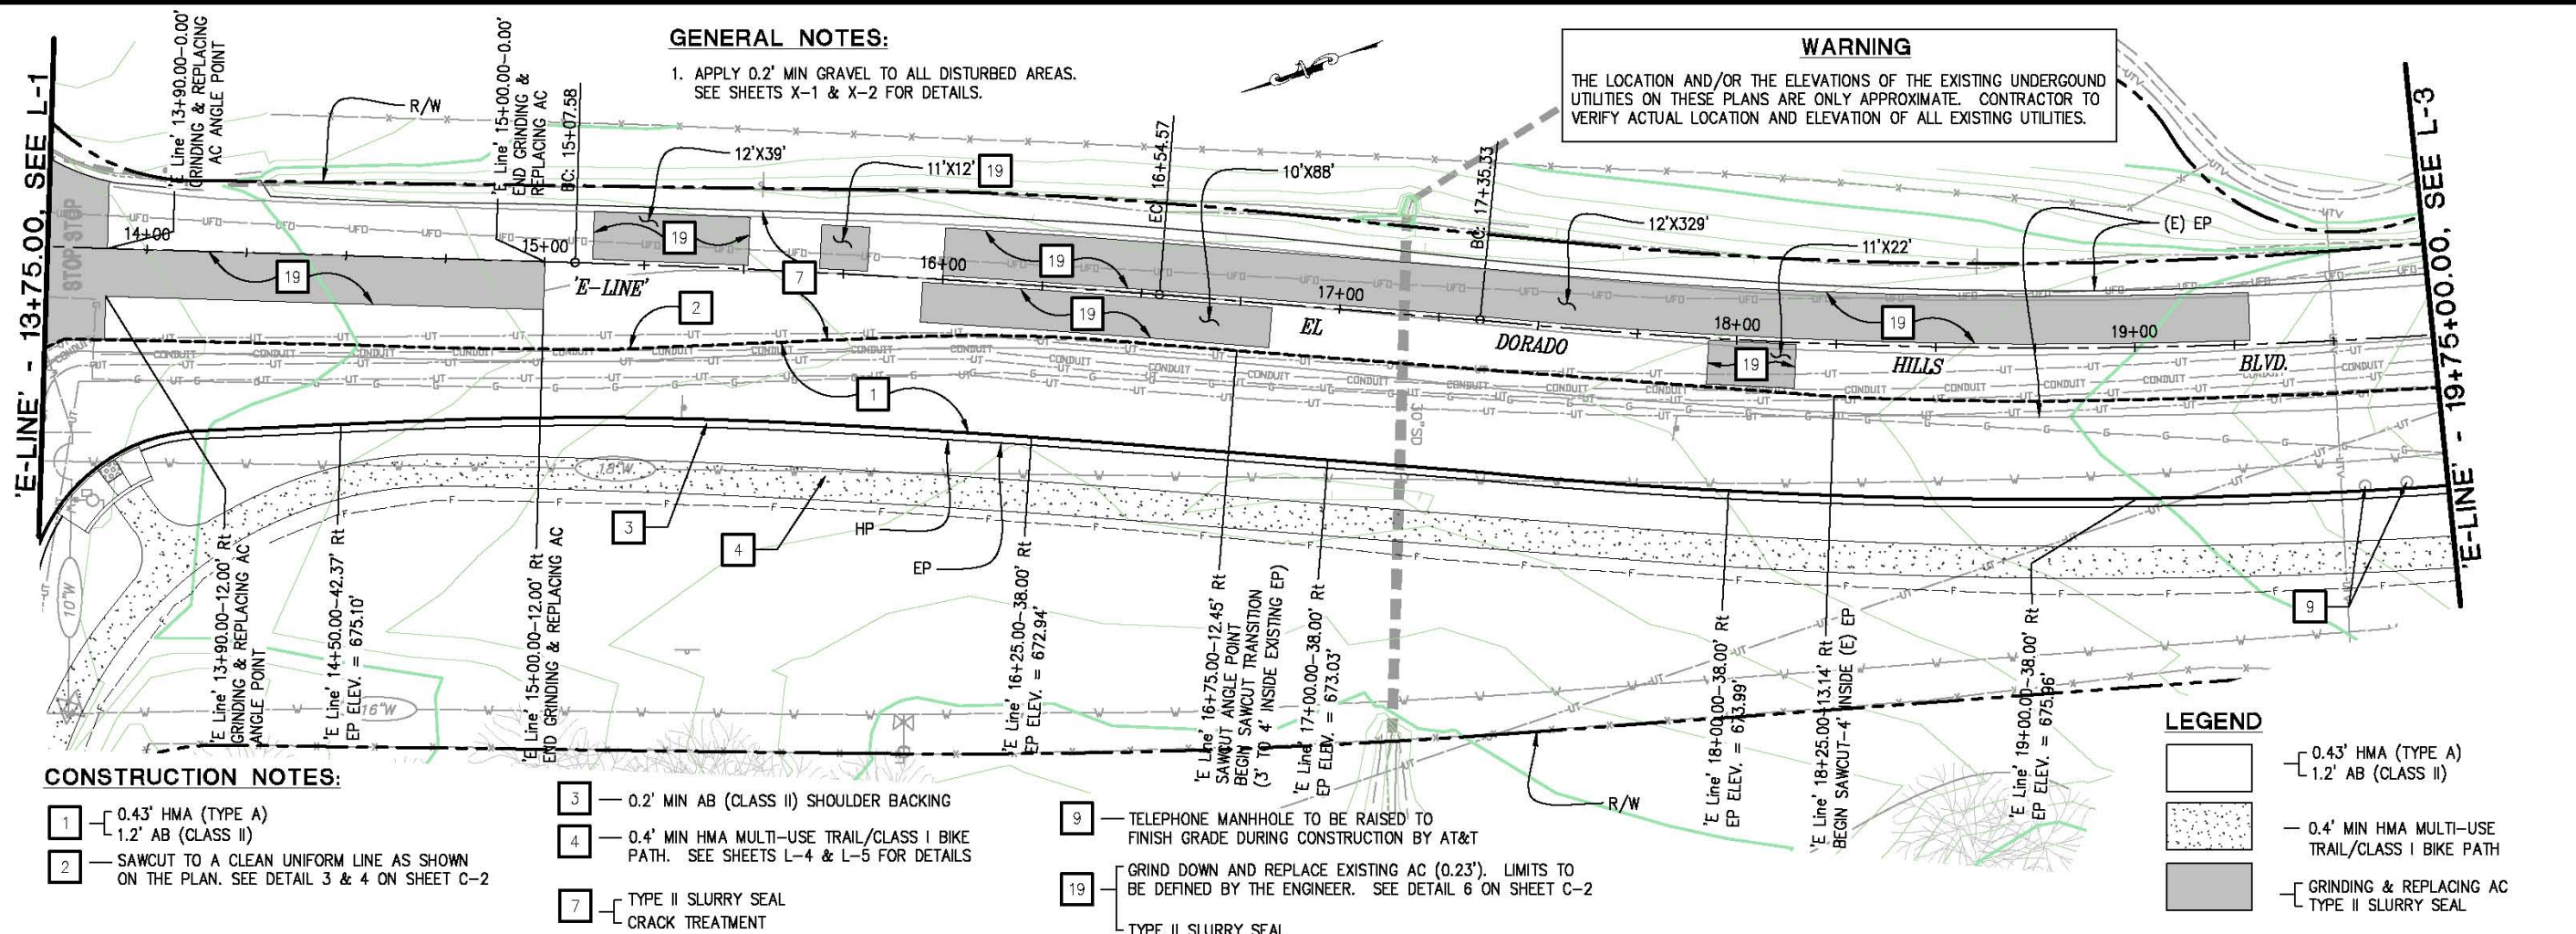 GENERAL NOTES:
1. APPLY 0.2' MIN GRAVEL TO ALL DISTURBED AREAS.
SEE SHEETS X-1 & X-2 FOR DETAILS.
WARNING
THE LOCATION AND/OR THE ELEVATIONS OF THE EXISTING UNDERGOUND
UTILITIES ON THESE PLANS ARE ONLY APPROXIMATE. CONTRACTOR TO
VERIFY ACTUAL LOCATION AND ELEVATION OF ALL EXISTING UTILITIES.
'E-LINE' - 13+75.00, SEE L-1
'E Line' 13+90.00-0.00'
GRINDING & REPLACING
AC ANGLE POINT
R/W
'E Line' 15+00.00-0.00'
END GRINDING &
REPLACING AC
BC: 15+07.58
12'X39'
11'X12'
19
EC: 16+54.57
10'X88'
BC: 17+35.33
12'X329'
11'X22'
(E) EP
'E-LINE' - 19+75+00.00, SEE L-3
STOP STOP
14+00
15+00
16+00
17+00
18+00
19+00
19
19
19
19
19
19
7
2
1
'E-LINE'
EL
DORADO
HILLS
BLVD.
UFO
UT
CONDUIT
G
UTV
30"SD
18"W
10"W
16"W
3
4
HP
EP
9
'E Line' 13+90.00-12.00' Rt
GRINDING & REPLACING AC
ANGLE POINT
'E Line' 14+50.00-42.37' Rt
EP ELEV. = 675.10'
'E Line' 15+00.00-12.00' Rt
END GRINDING & REPLACING AC
'E Line' 16+25.00-38.00' Rt
EP ELEV. = 672.94'
'E Line' 16+75.00-12.45' Rt
SAWCUT ANGLE POINT
BEGIN SAWCUT TRANSITION
(3' TO 4' INSIDE EXISTING EP)
'E Line' 17+00.00-38.00' Rt
EP ELEV. = 673.03'
'E Line' 18+00.00-38.00' Rt
EP ELEV. = 673.99'
'E Line' 18+25.00-13.14' Rt
BEGIN SAWCUT-4' INSIDE (E) EP
'E Line' 19+00.00-38.00' Rt
EP ELEV. = 675.96'
R/W
CONSTRUCTION NOTES:
1 0.43' HMA (TYPE A)
1.2' AB (CLASS II)
2 SAWCUT TO A CLEAN UNIFORM LINE AS SHOWN
ON THE PLAN. SEE DETAIL 3 & 4 ON SHEET C-2
3 0.2' MIN AB (CLASS II) SHOULDER BACKING
4 0.4' MIN HMA MULTI-USE TRAIL/CLASS I BIKE
PATH. SEE SHEETS L-4 & L-5 FOR DETAILS
7 TYPE II SLURRY SEAL
CRACK TREATMENT
9 TELEPHONE MANHHOLE TO BE RAISED TO
FINISH GRADE DURING CONSTRUCTION BY AT&T
19 GRIND DOWN AND REPLACE EXISTING AC (0.23'). LIMITS TO
BE DEFINED BY THE ENGINEER. SEE DETAIL 6 ON SHEET C-2
TYPE II SLURRY SEAL
LEGEND
0.43' HMA (TYPE A)
1.2' AB (CLASS II)
0.4' MIN HMA MULTI-USE
TRAIL/CLASS I BIKE PATH
GRINDING & REPLACING AC
TYPE II SLURRY SEAL